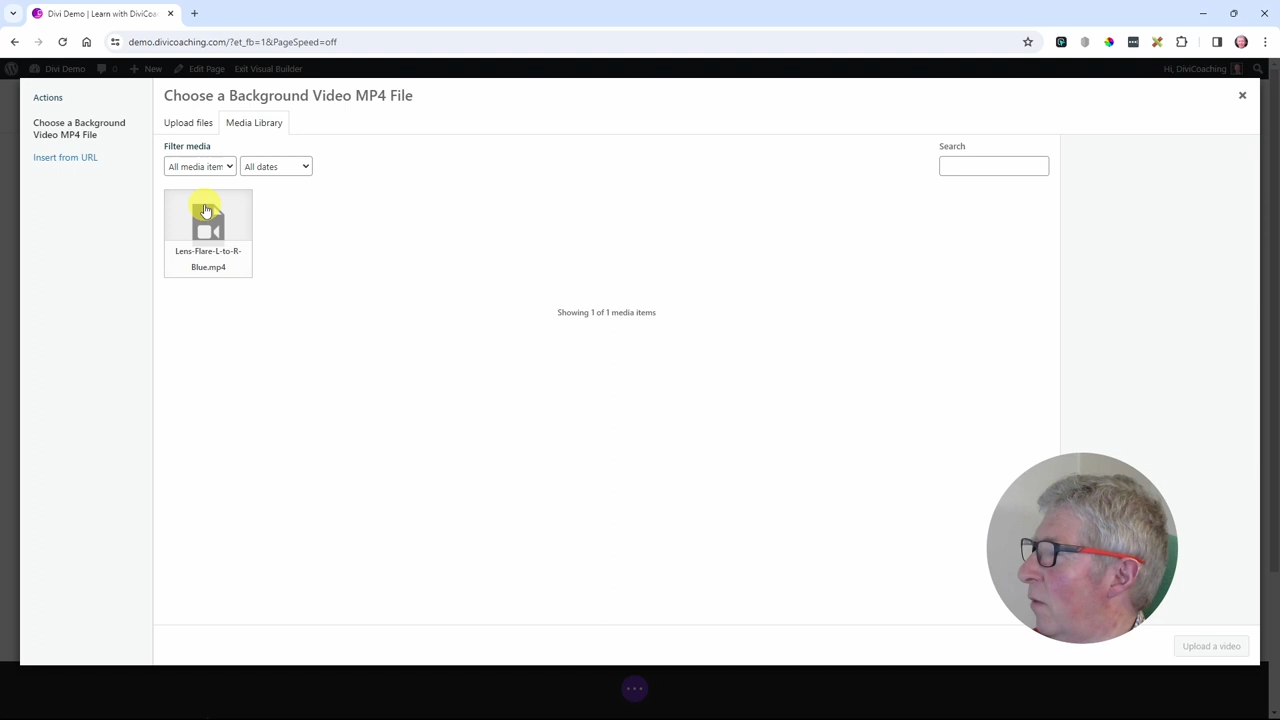 Divi Demo | Learn with DiviCoac
demo.divicoaching.com/?et_fb=1&PageSpeed=off
Divi Demo
0
New
Edit Page
Exit Visual Builder
Hi, DiviCoaching
Actions
Choose a Background
Video MP4 File
Insert from URL
Choose a Background Video MP4 File
Upload files
Media Library
Filter media
All media item
All dates
Search
Lens-Flare-L-to-R-
Blue.mp4
Showing 1 of 1 media items
Upload a video